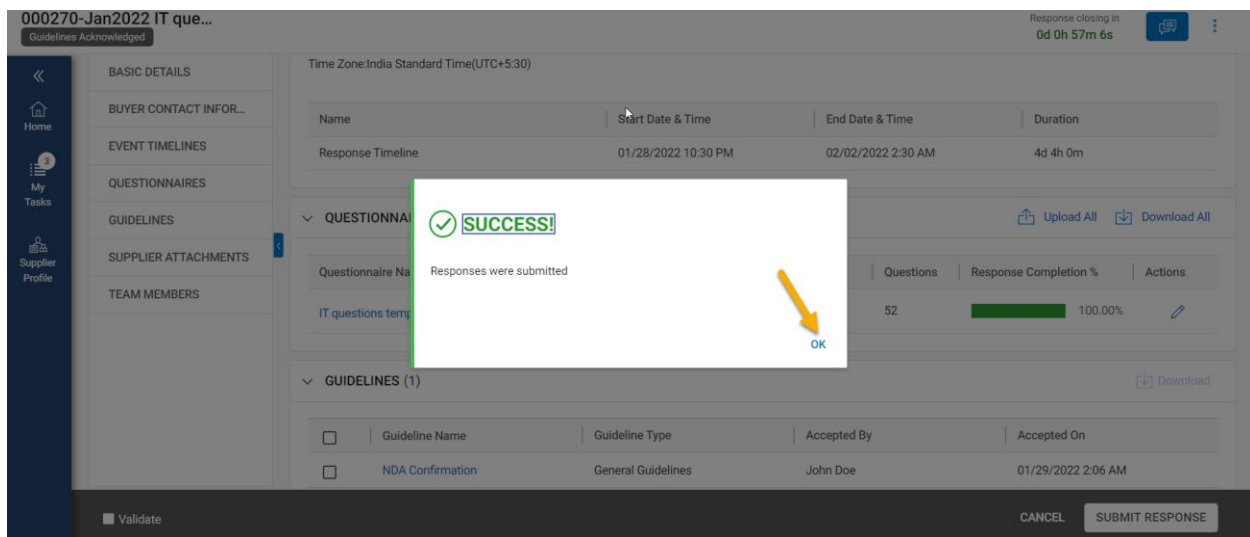 000270-Jan2022 IT que...
Guidelines Acknowledged
Response closing in
0d 0h 57m 6s
Home
3
My
Tasks
Supplier
Profile
BASIC DETAILS
BUYER CONTACT INFOR...
EVENT TIMELINES
QUESTIONNAIRES
GUIDELINES
SUPPLIER ATTACHMENTS
TEAM MEMBERS
Time Zone:India Standard Time(UTC+5:30)
Name Start Date & Time End Date & Time Duration
Response Timeline 01/28/2022 10:30 PM 02/02/2022 2:30 AM 4d 4h 0m
QUESTIONNAI Upload All Download All
Questionnaire Na Questions Response Completion % Actions
IT questions temp 52 100.00%
SUCCESS!
Responses were submitted
OK
GUIDELINES (1) Download
Guideline Name Guideline Type Accepted By Accepted On
NDA Confirmation General Guidelines John Doe 01/29/2022 2:06 AM
Validate CANCEL SUBMIT RESPONSE